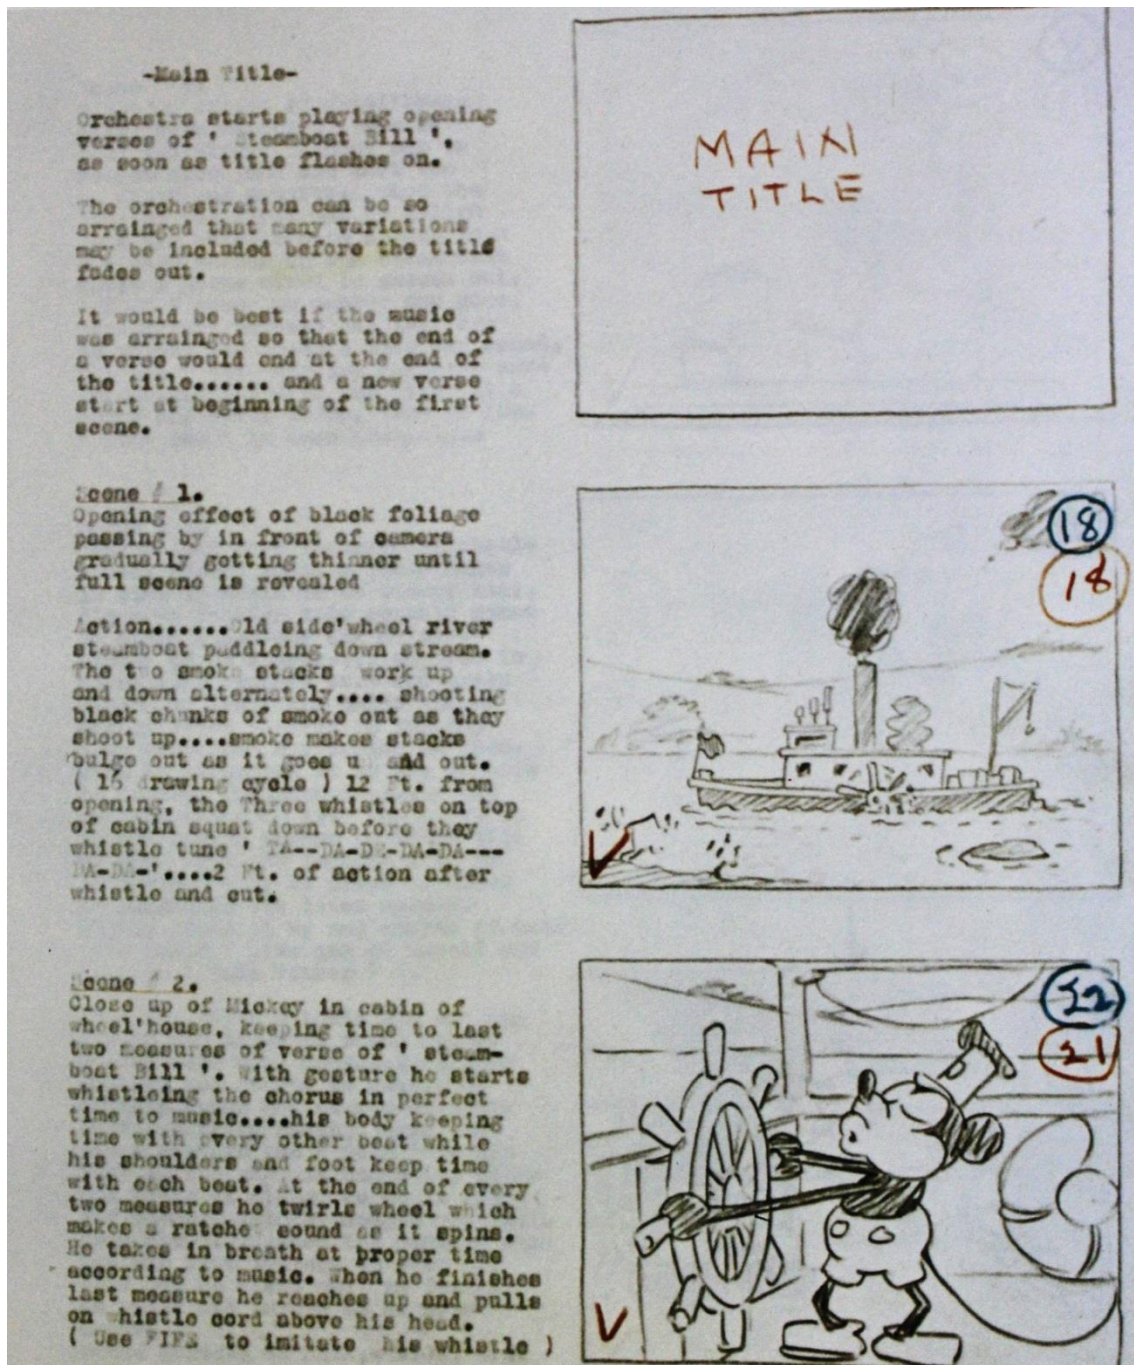 -Main Title-
Orchestra starts playing opening
verses of ' Steamboat Bill ',
as soon as title flashes on.
The orchestration can be so
arrainged that many variations
may be included before the title
fades out.
It would be best if the music
was arrainged so that the end of
a verse would end at the end of
the title....... and a new verse
start at beginning of the first
scene.
MAIN
TITLE
Scene # 1.
Opening effect of black foliage
passing by in front of camera
gradually getting thinner until
full scene is revealed
Action.......Old side'wheel river
steamboat paddleing down stream.
The two smoke stacks work up
and down alternately.... shooting
black chunks of smoke out as they
shoot up....smoke makes stacks
bulge out as it goes u and out.
( 16 drawing cycle ) 12 Ft. from
opening, the Three whistles on top
of cabin squat down before they
whistle tune ' TA--DA-DE-DA-DA---
DA-DA-'....2 Ft. of action after
whistle and cut.
18
18
Scene # 2.
Close up of Mickey in cabin of
wheel'house, keeping time to last
two measures of verse of ' steam-
boat Bill '. With gesture he starts
whistleing the chorus in perfect
time to music....his body keeping
time with every other beat while
his shoulders and foot keep time
with each beat. At the end of every
two measures he twirls wheel which
makes a ratchet sound as it spins.
He takes in breath at proper time
according to music. When he finishes
last measure he reaches up and pulls
on whistle cord above his head.
( Use FIFE to imitate his whistle )
22
21